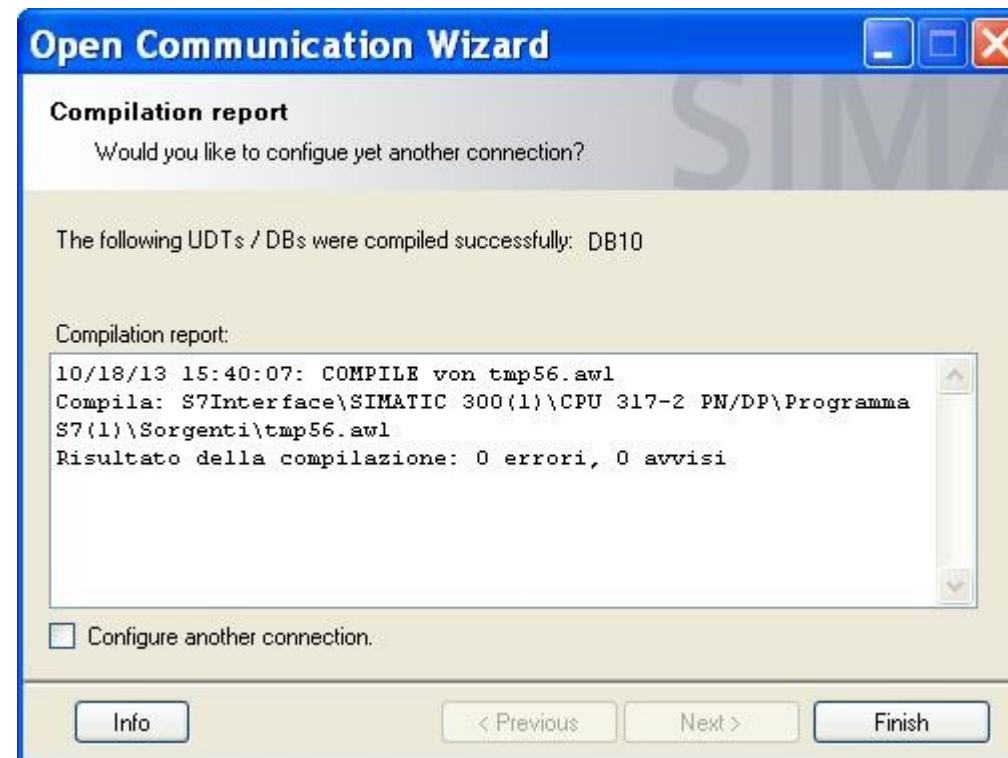 Open Communication Wizard
SIMA
Compilation report
Would you like to configue yet another connection?
The following UDTs / DBs were compiled successfully: DB10
Compilation report:
10/18/13 15:40:07: COMPILE von tmp56.awl
Compila: S7Interface\SIMATIC 300(1)\CPU 317-2 PN/DP\Programma
S7(1)\Sorgenti\tmp56.awl
Risultato della compilazione: 0 errori, 0 avvisi
Configure another connection.
Info
< Previous
Next >
Finish